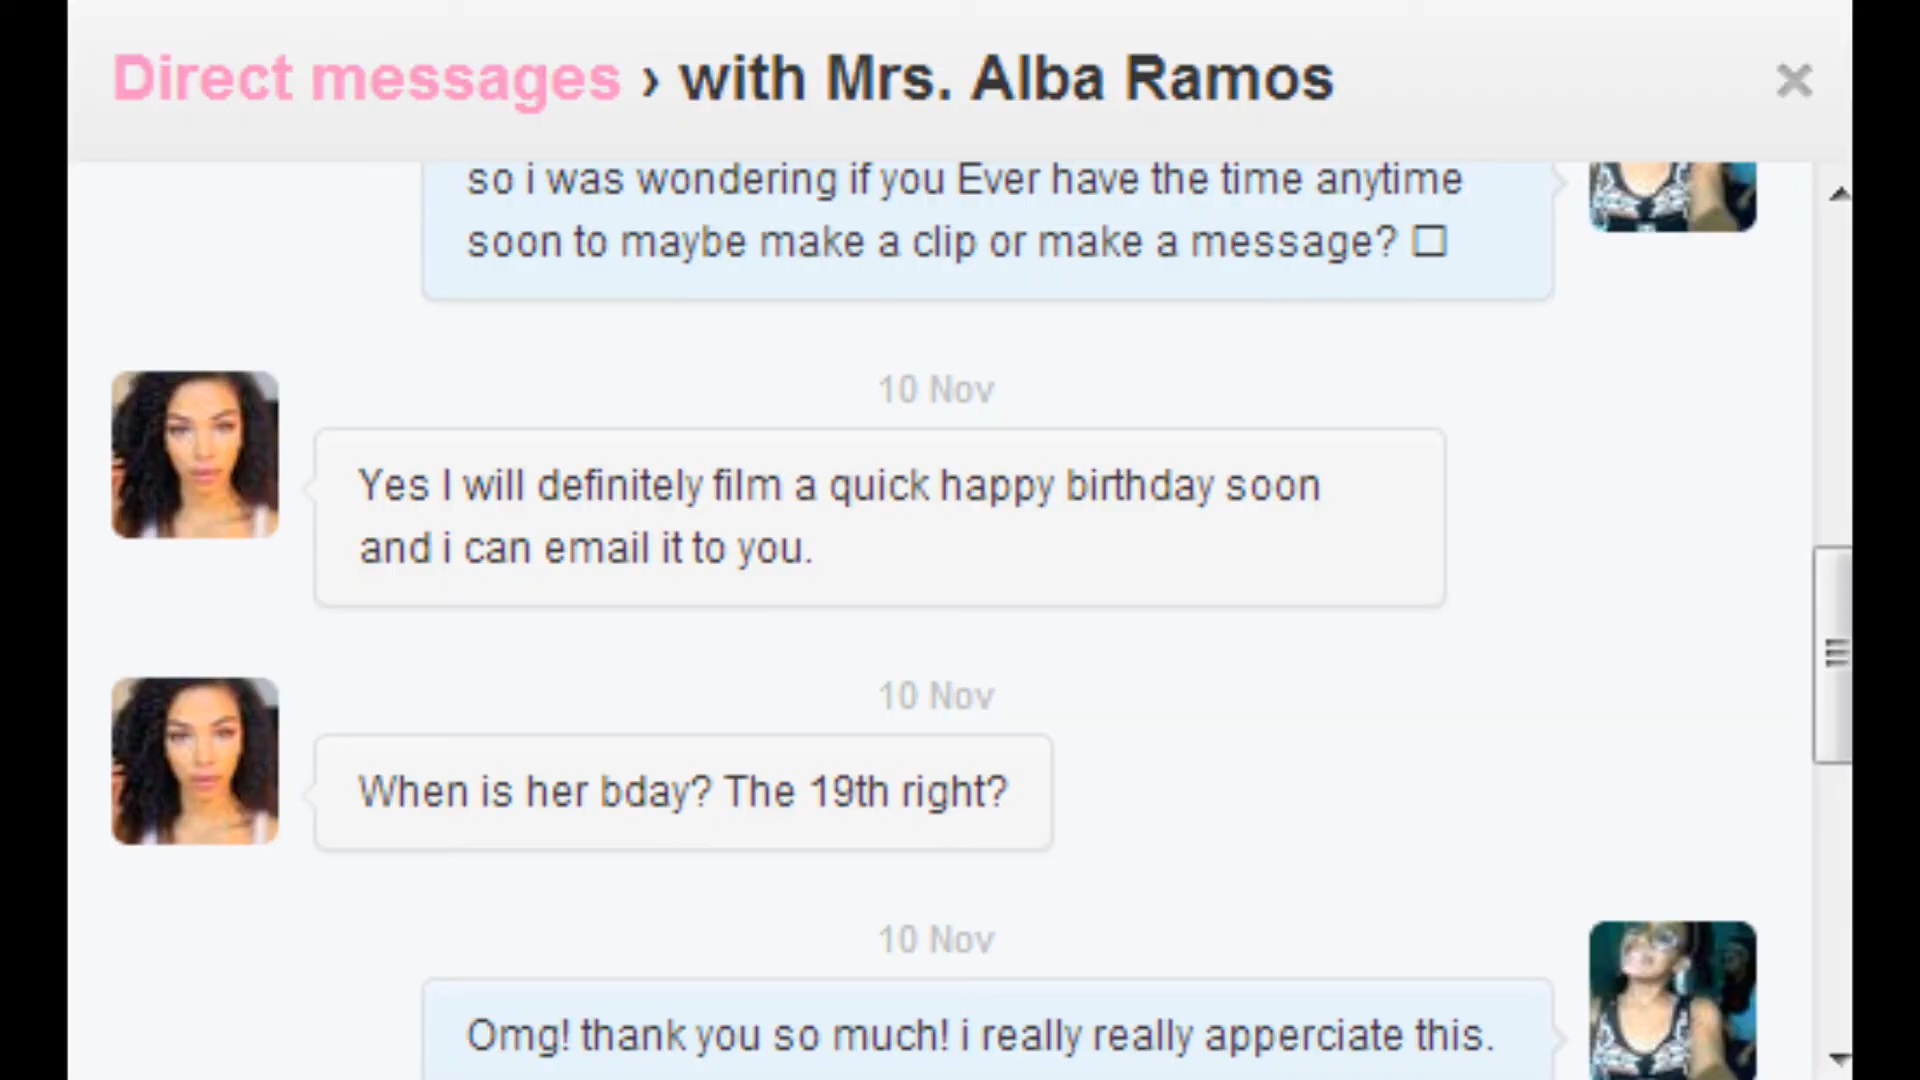 Direct messages › with Mrs. Alba Ramos
so i was wondering if you Ever have the time anytime
soon to maybe make a clip or make a message? □
10 Nov
Yes I will definitely film a quick happy birthday soon
and i can email it to you.
10 Nov
When is her bday? The 19th right?
10 Nov
Omg! thank you so much! i really really apperciate this.